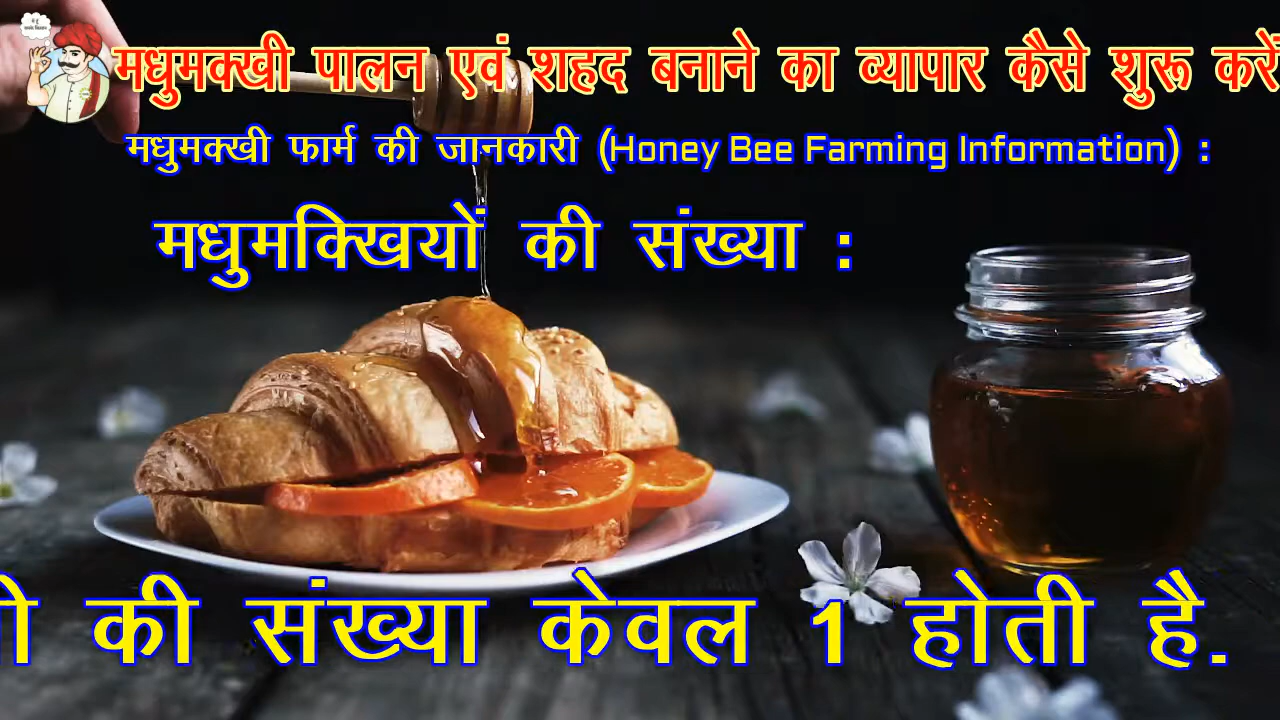 मधुमक्खी पालन एवं शहद बनाने का व्यापार कैसे शुरू करें
मधुमक्खी फार्म की जानकारी (Honey Bee Farming Information) :
मधुमक्खियों की संख्या :
की संख्या केवल 1 होती है.